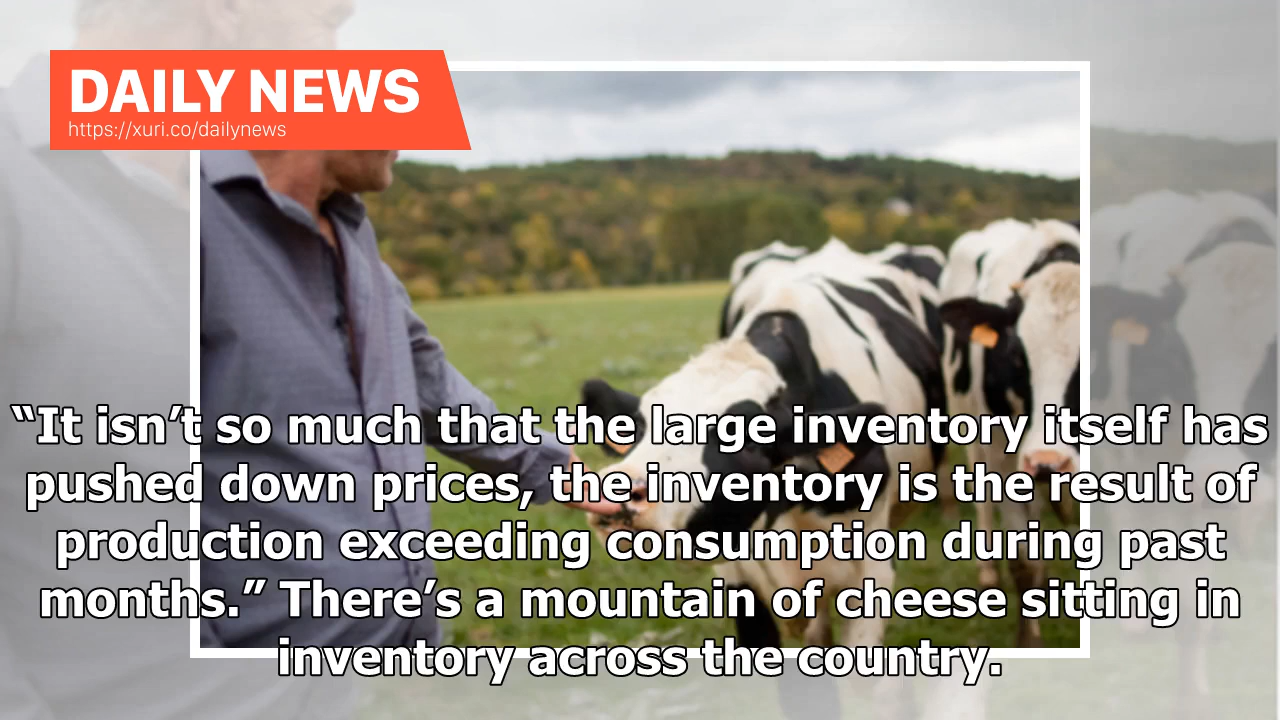 DAILY NEWS
https://xuri.co/dailynews
“It isn’t so much that the large inventory itself has
pushed down prices, the inventory is the result of
production exceeding consumption during past
months.” There’s a mountain of cheese sitting in
inventory across the country.